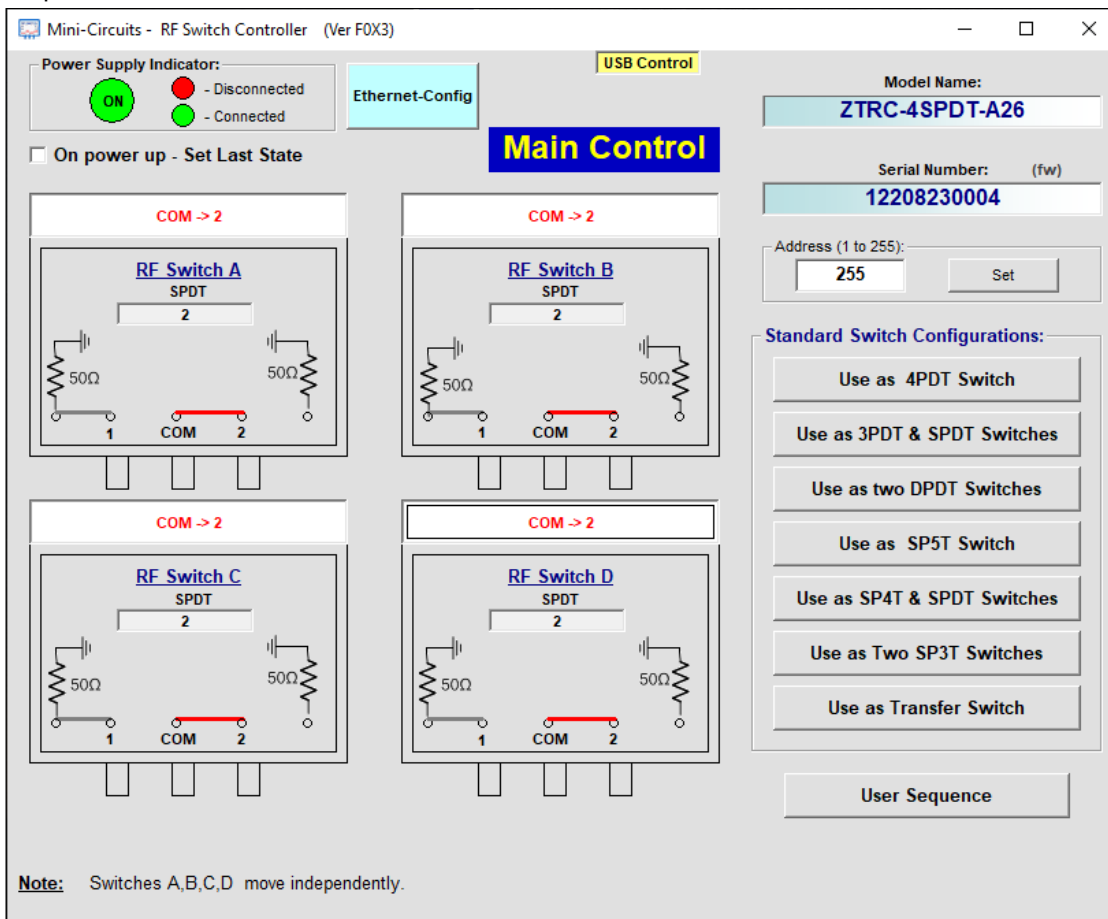 Mini-Circuits - RF Switch Controller (Ver F0X3)
Power Supply Indicator:
ON
- Disconnected
- Connected
Ethernet-Config
USB Control
Model Name:
ZTRC-4SPDT-A26
On power up - Set Last State
Main Control
Serial Number: (fw)
12208230004
Address (1 to 255):
255 Set
COM -> 2
RF Switch A
SPDT
2
50Ω 50Ω
1 COM 2
COM -> 2
RF Switch B
SPDT
2
50Ω 50Ω
1 COM 2
COM -> 2
RF Switch C
SPDT
2
50Ω 50Ω
1 COM 2
COM -> 2
RF Switch D
SPDT
2
50Ω 50Ω
1 COM 2
Standard Switch Configurations:
Use as 4PDT Switch
Use as 3PDT & SPDT Switches
Use as two DPDT Switches
Use as SP5T Switch
Use as SP4T & SPDT Switches
Use as Two SP3T Switches
Use as Transfer Switch
User Sequence
Note: Switches A,B,C,D move independently.